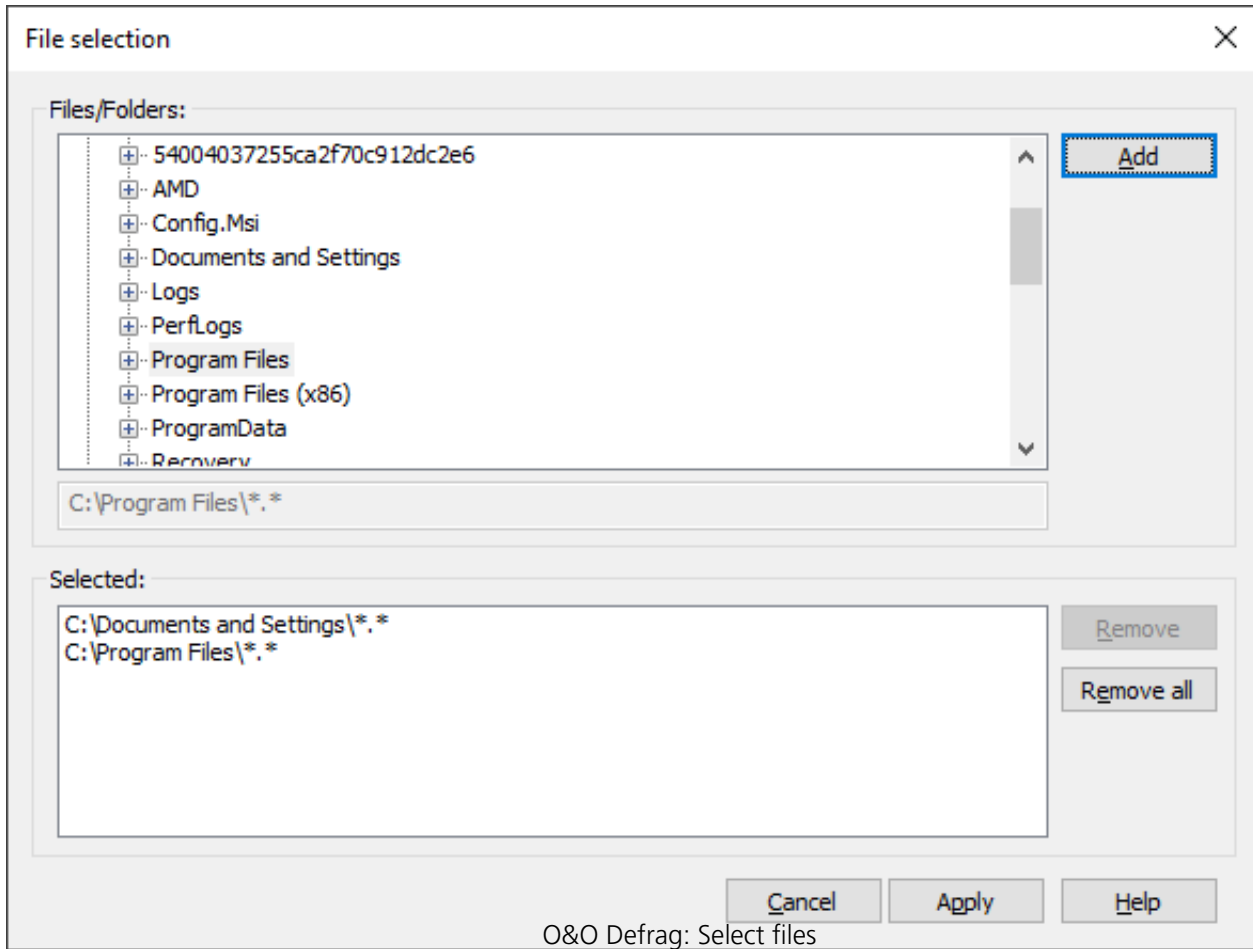 File selection
Files/Folders:
54004037255ca2f70c912dc2e6
Add
AMD
Config.Msi
Documents and Settings
Logs
PerfLogs
Program Files
Program Files (x86)
ProgramData
Recovery
C:\Program Files\*.*
Selected:
C:\Documents and Settings\*.*
Remove
C:\Program Files\*.*
Remove all
Cancel
Apply
Help
O&O Defrag: Select files